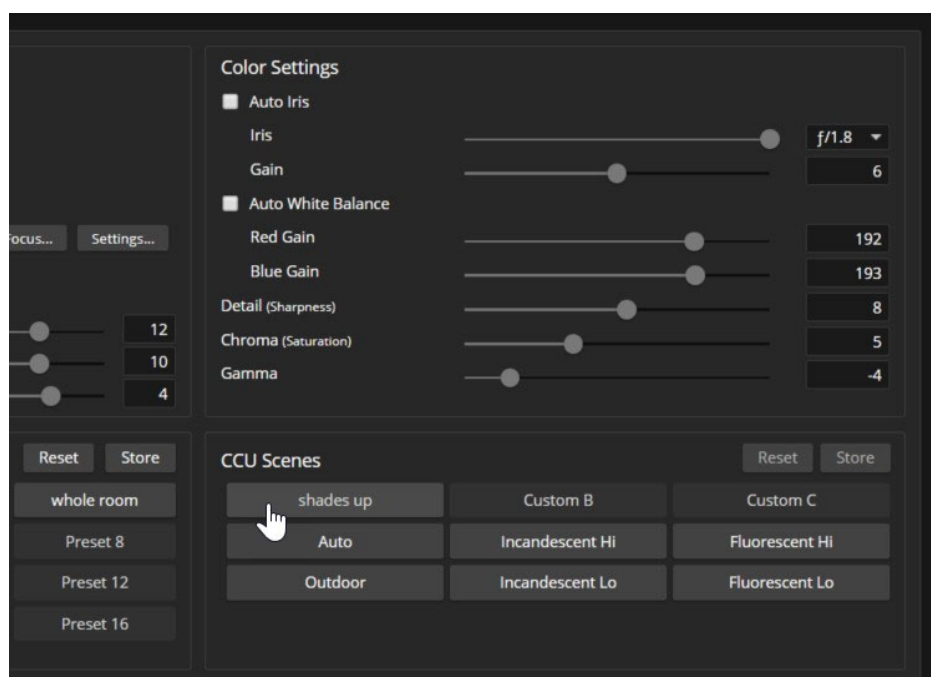 Color Settings
Auto Iris
Iris
ƒ/1.8
Gain
6
Auto White Balance
Red Gain
192
Blue Gain
193
Detail (Sharpness)
8
Chroma (Saturation)
5
Gamma
-4
Settings...
12
10
4
Reset Store
whole room
Preset 8
Preset 12
Preset 16
CCU Scenes Reset Store
shades up Custom B Custom C
Auto Incandescent Hi Fluorescent Hi
Outdoor Incandescent Lo Fluorescent Lo